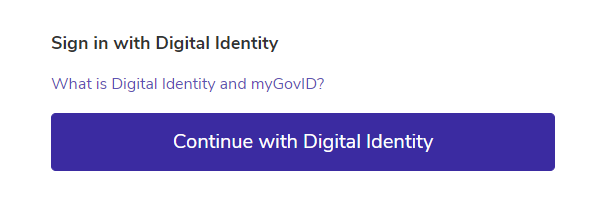 Sign in with Digital Identity
What is Digital Identity and myGovID?
Continue with Digital Identity